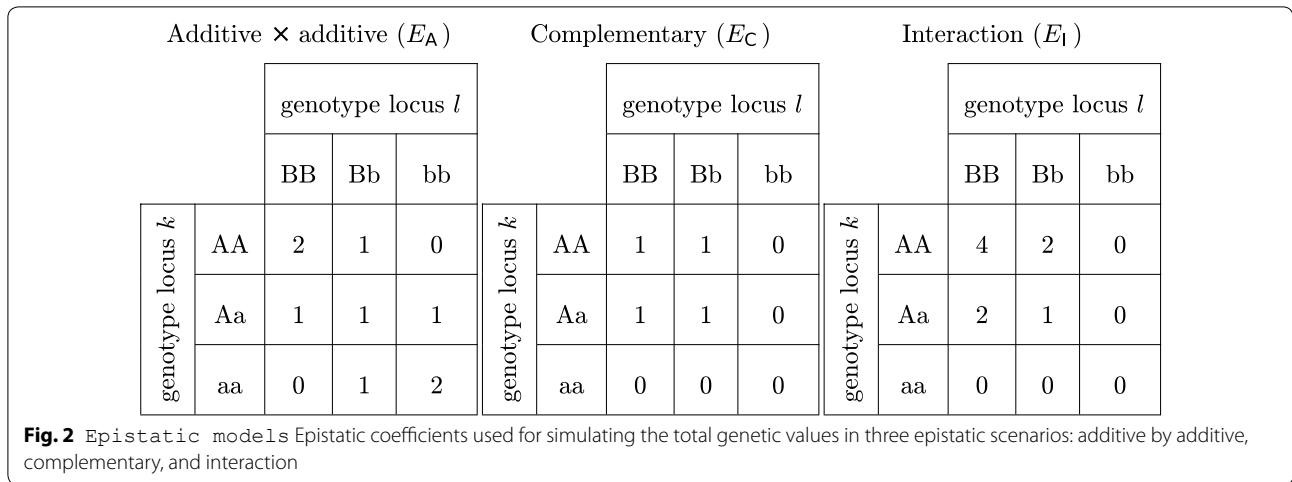 Additive × additive (E_A) Complementary (E_C) Interaction (E_I)
genotype locus l genotype locus l genotype locus l
BB Bb bb BB Bb bb BB Bb bb
genotype locus k genotype locus k genotype locus k
AA 2 1 0 AA 1 1 0 AA 4 2 0
Aa 1 1 1 Aa 1 1 0 Aa 2 1 0
aa 0 1 2 aa 0 0 0 aa 0 0 0
Fig. 2 Epistatic models Epistatic coefficients used for simulating the total genetic values in three epistatic scenarios: additive by additive,
complementary, and interaction